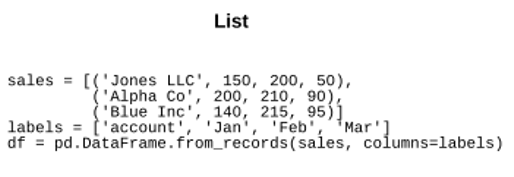 List
sales = [('Jones LLC', 150, 200, 50),
('Alpha Co', 200, 210, 90),
('Blue Inc', 140, 215, 95)]
labels = ['account', 'Jan', 'Feb', 'Mar']
df = pd.DataFrame.from_records(sales, columns=labels)